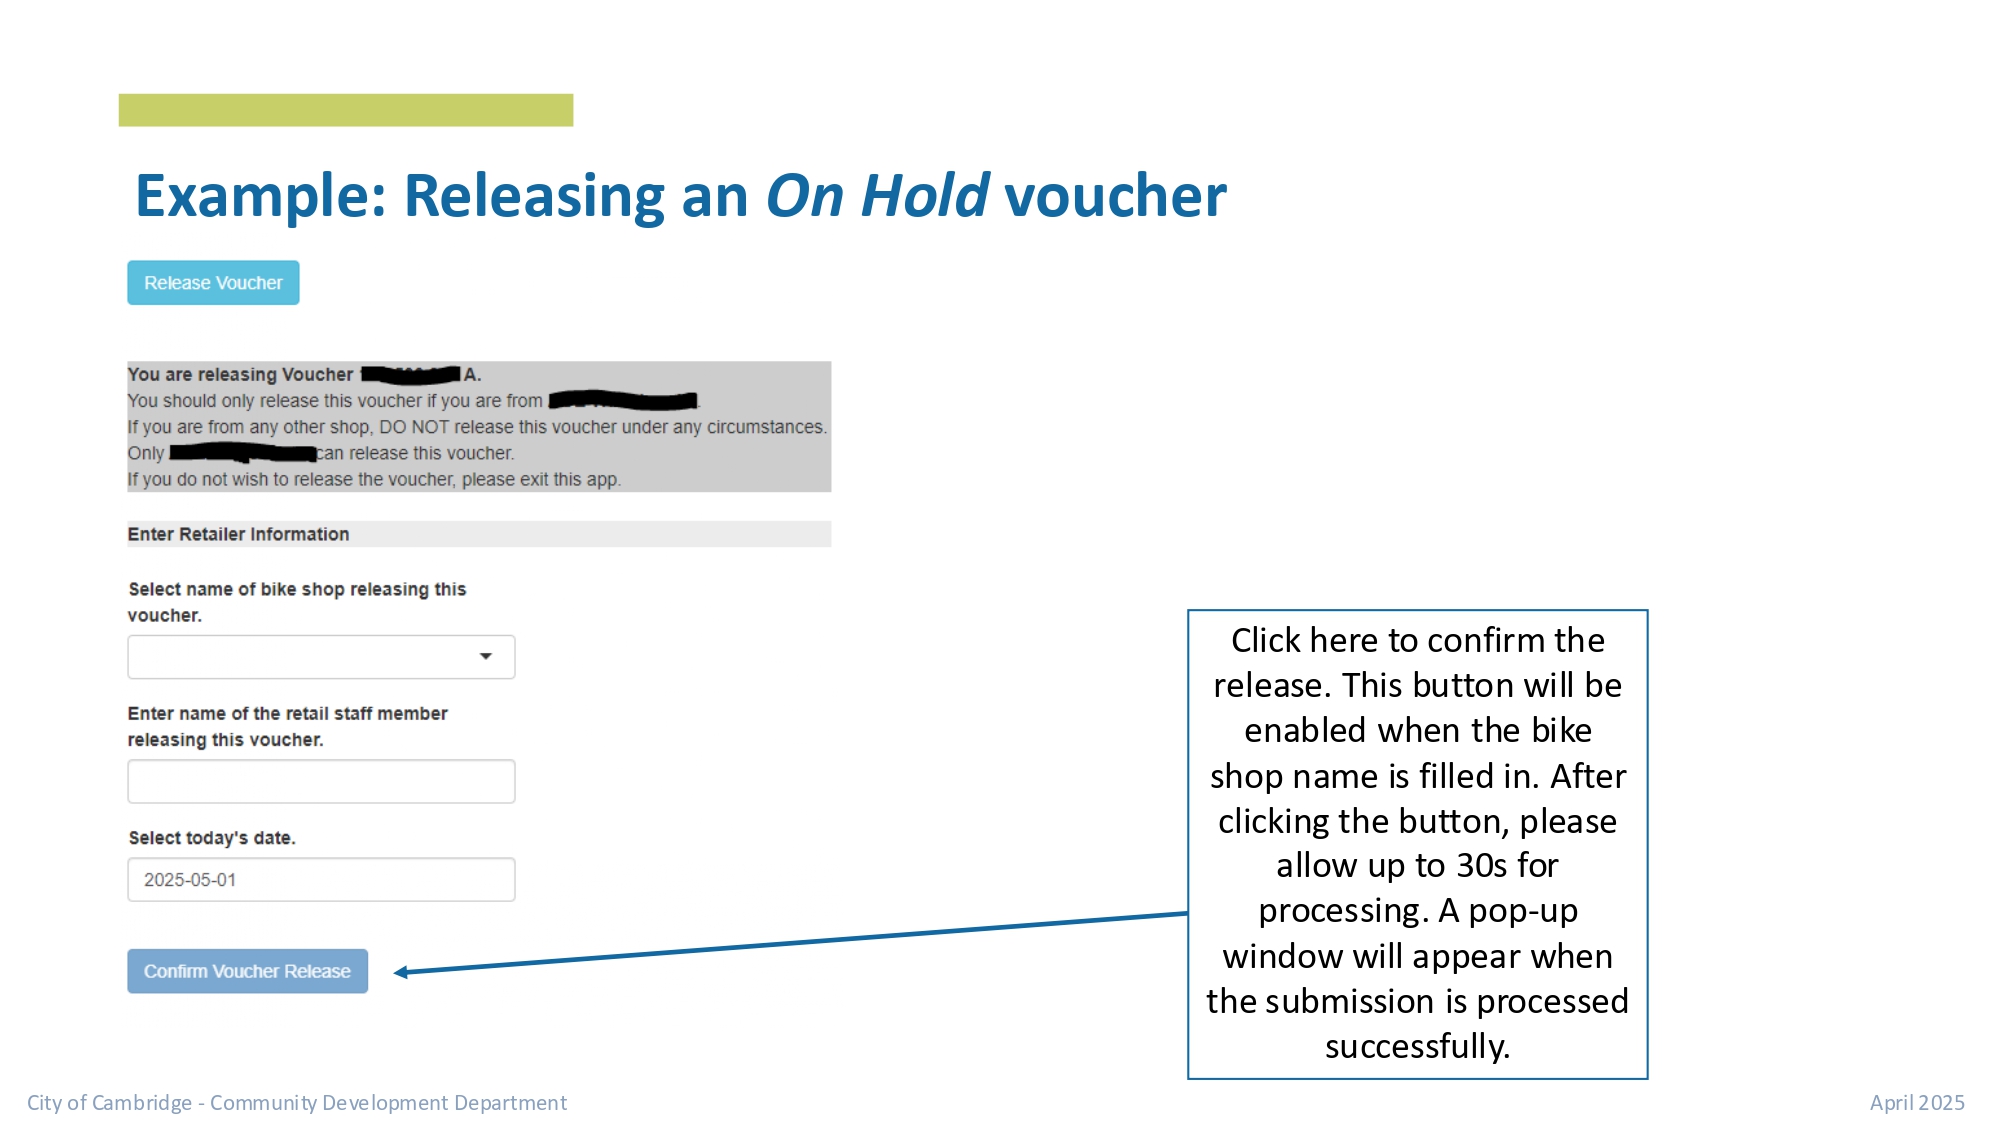 Example: Releasing an On Hold voucher
Release Voucher
You are releasing Voucher A.
You should only release this voucher if you are from
If you are from any other shop, DO NOT release this voucher under any circumstances.
Only can release this voucher.
If you do not wish to release the voucher, please exit this app.
Enter Retailer Information
Select name of bike shop releasing this
voucher.
Enter name of the retail staff member
releasing this voucher.
Select today's date.
2025-05-01
Confirm Voucher Release
Click here to confirm the
release. This button will be
enabled when the bike
shop name is filled in. After
clicking the button, please
allow up to 30s for
processing. A pop-up
window will appear when
the submission is processed
successfully.
City of Cambridge - Community Development Department
April 2025